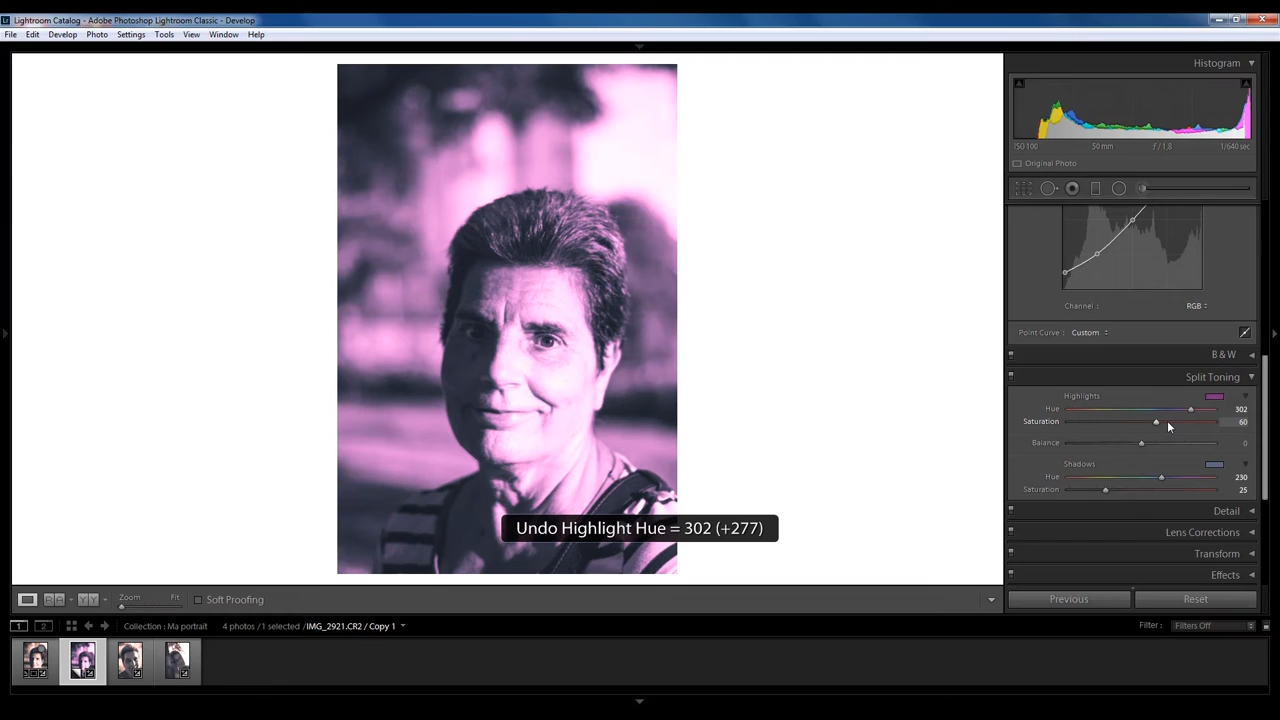 Lr Lightroom Catalog - Adobe Photoshop Lightroom Classic - Develop
File Edit Develop Photo Settings Tools View Window Help
Histogram
ISO 100 50 mm ƒ / 1,8 1/640 sec
Original Photo
Channel : RGB
Point Curve : Custom
B & W
Split Toning
Highlights
Hue 302
Saturation 60
Balance 0
Shadows
Hue 230
Saturation 25
Undo Highlight Hue = 302 (+277)
Detail
Lens Corrections
Transform
Effects
Previous Reset
R A Y Y Zoom Fit Soft Proofing
1 2 Collection : Ma portrait 4 photos / 1 selected / IMG_2921.CR2 / Copy 1 Filter : Filters Off